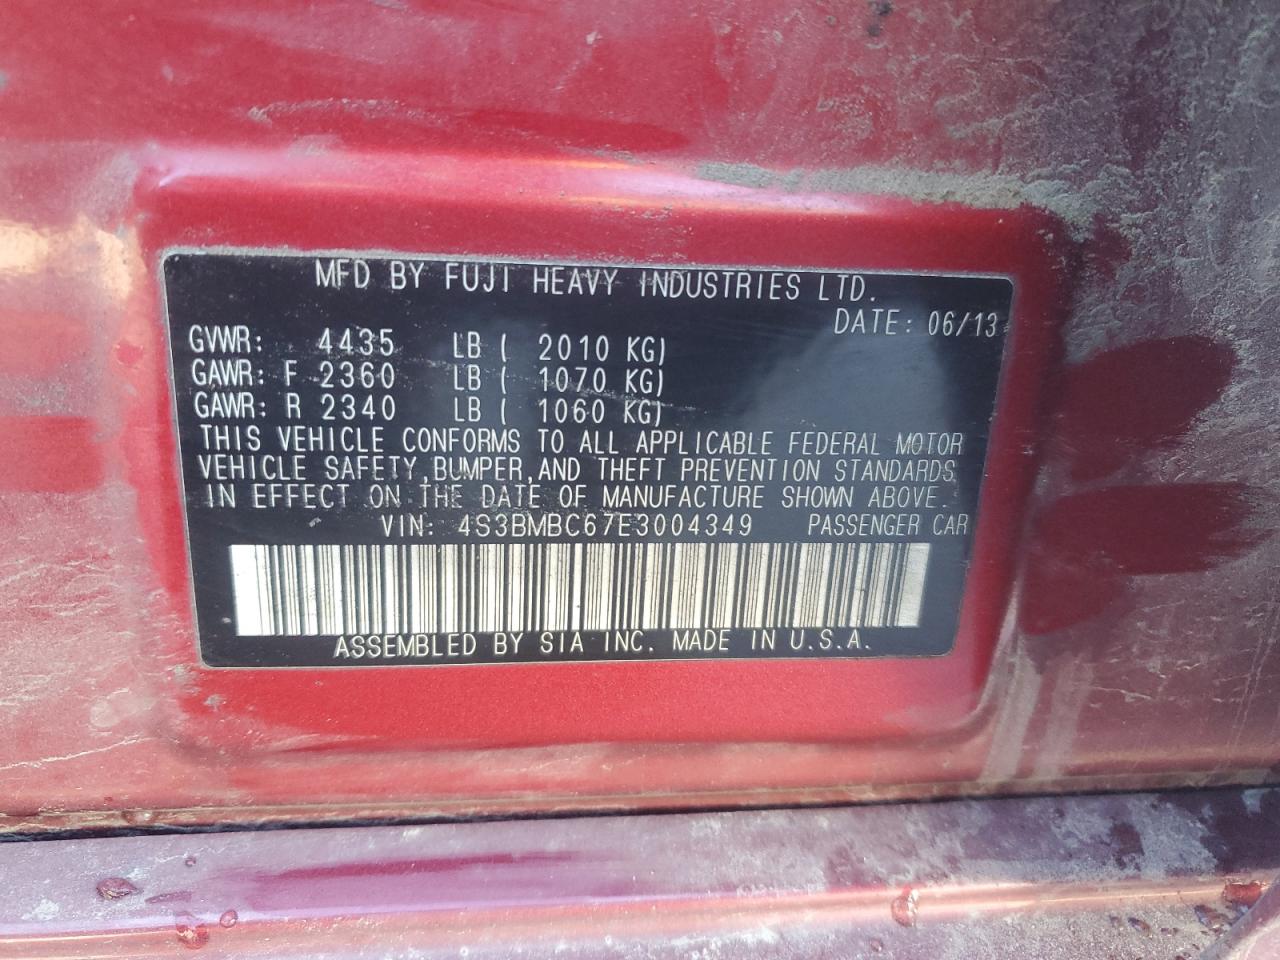 MFD BY FUJI HEAVY INDUSTRIES LTD.
DATE: 06/13
GVWR: 4435 LB ( 2010 KG)
GAWR: F 2360 LB ( 1070 KG)
GAWR: R 2340 LB ( 1060 KG)
THIS VEHICLE CONFORMS TO ALL APPLICABLE FEDERAL MOTOR
VEHICLE SAFETY,BUMPER,AND THEFT PREVENTION STANDARDS
IN EFFECT ON THE DATE OF MANUFACTURE SHOWN ABOVE.
VIN: 4S3BMBC67E3004349 PASSENGER CAR
ASSEMBLED BY SIA INC. MADE IN U.S.A.